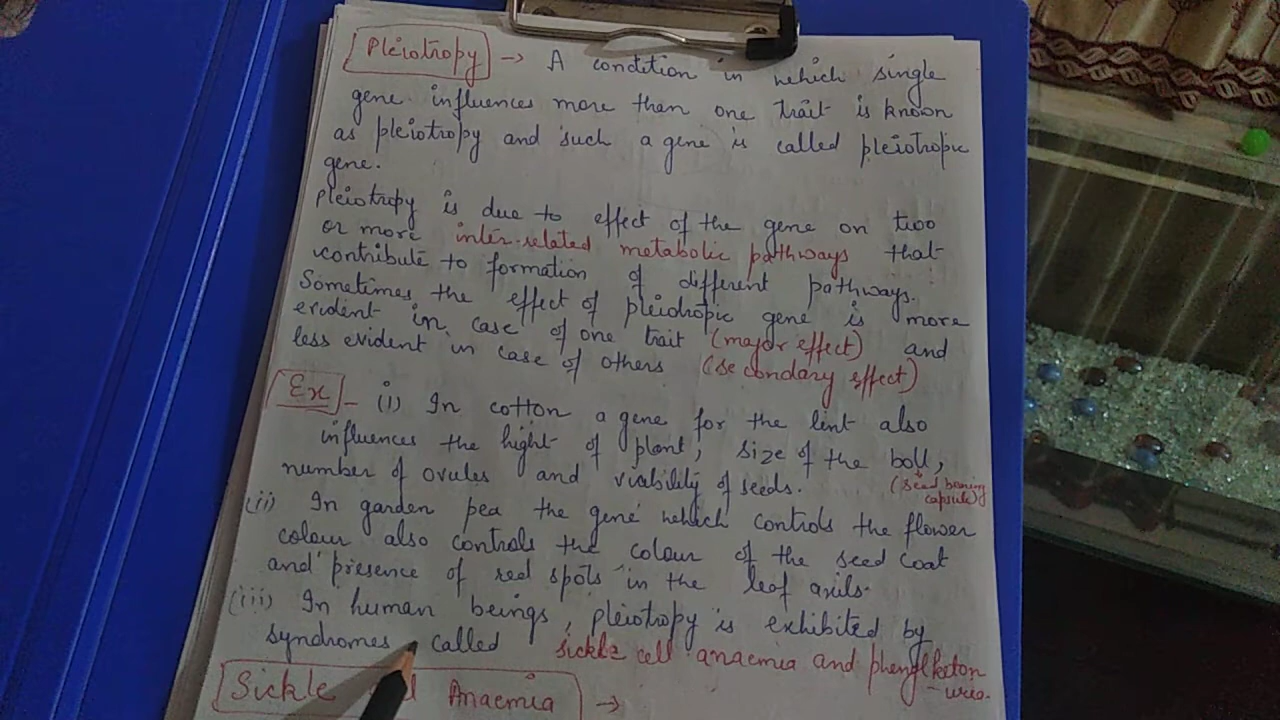 Pleiotropy → A condition in which single
gene influences more than one trait is known
as pleiotropy and such a gene is called pleiotropic
gene.
Pleiotropy is due to effect of the gene on two
or more inter-related metabolic pathways that
contribute to formation of different pathways.
Sometimes the effect of pleiotropic gene is more
evident in case of one trait (major effect) and
less evident in case of others (secondary effect)
Ex - (i) In cotton a gene for the lint also
influences the hight of plant, size of the boll,
(seed bearing
capsule)
number of ovules and viability of seeds.
(ii) In garden pea the gene which controls the flower
colour also controls the colour of the seed coat
and presence of red spots in the leaf axils.
(iii) In human beings, pleiotropy is exhibited by
syndromes called sickle cell anaemia and phenylketon
-uria.
Sickle Anaemia →